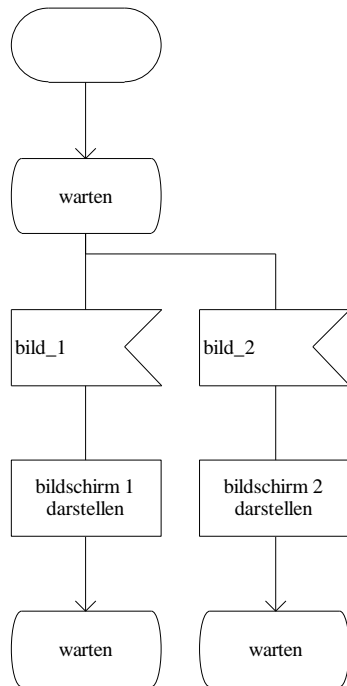 warten
bild_1
bild_2
bildschirm 1
darstellen
bildschirm 2
darstellen
warten
warten